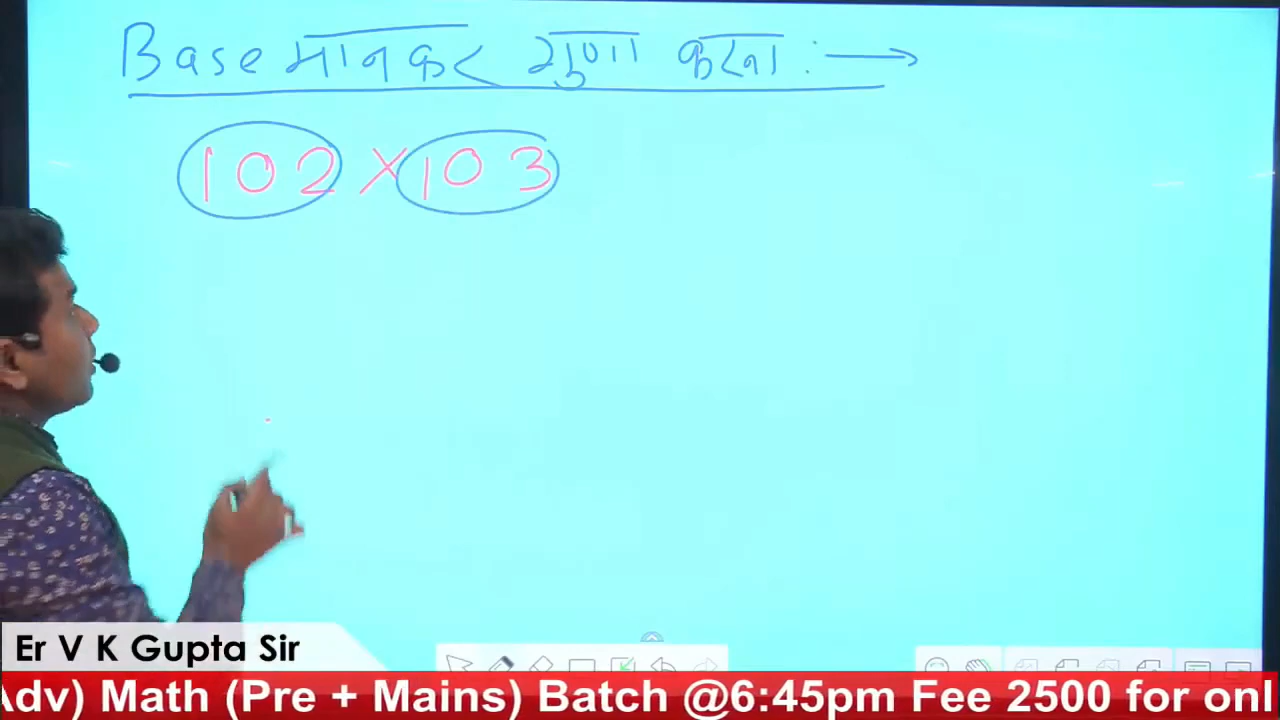 Base मानकर गुणा करना :→
102×103
Er V K Gupta Sir
Adv) Math (Pre + Mains) Batch @6:45pm Fee 2500 for onl